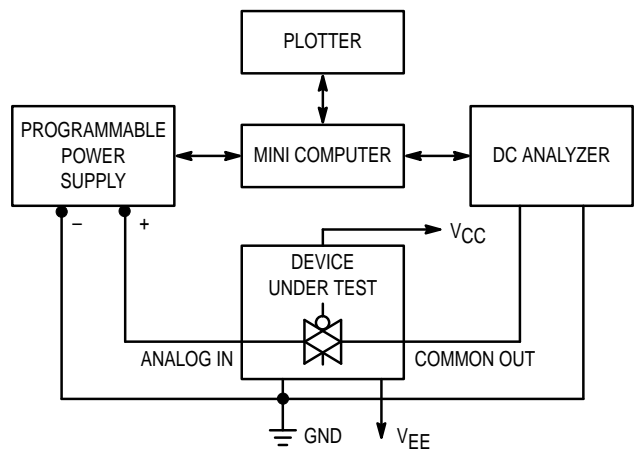 PLOTTER
PROGRAMMABLE
POWER
SUPPLY
MINI COMPUTER
DC ANALYZER
– +
VCC
DEVICE
UNDER TEST
ANALOG IN
COMMON OUT
GND
VEE